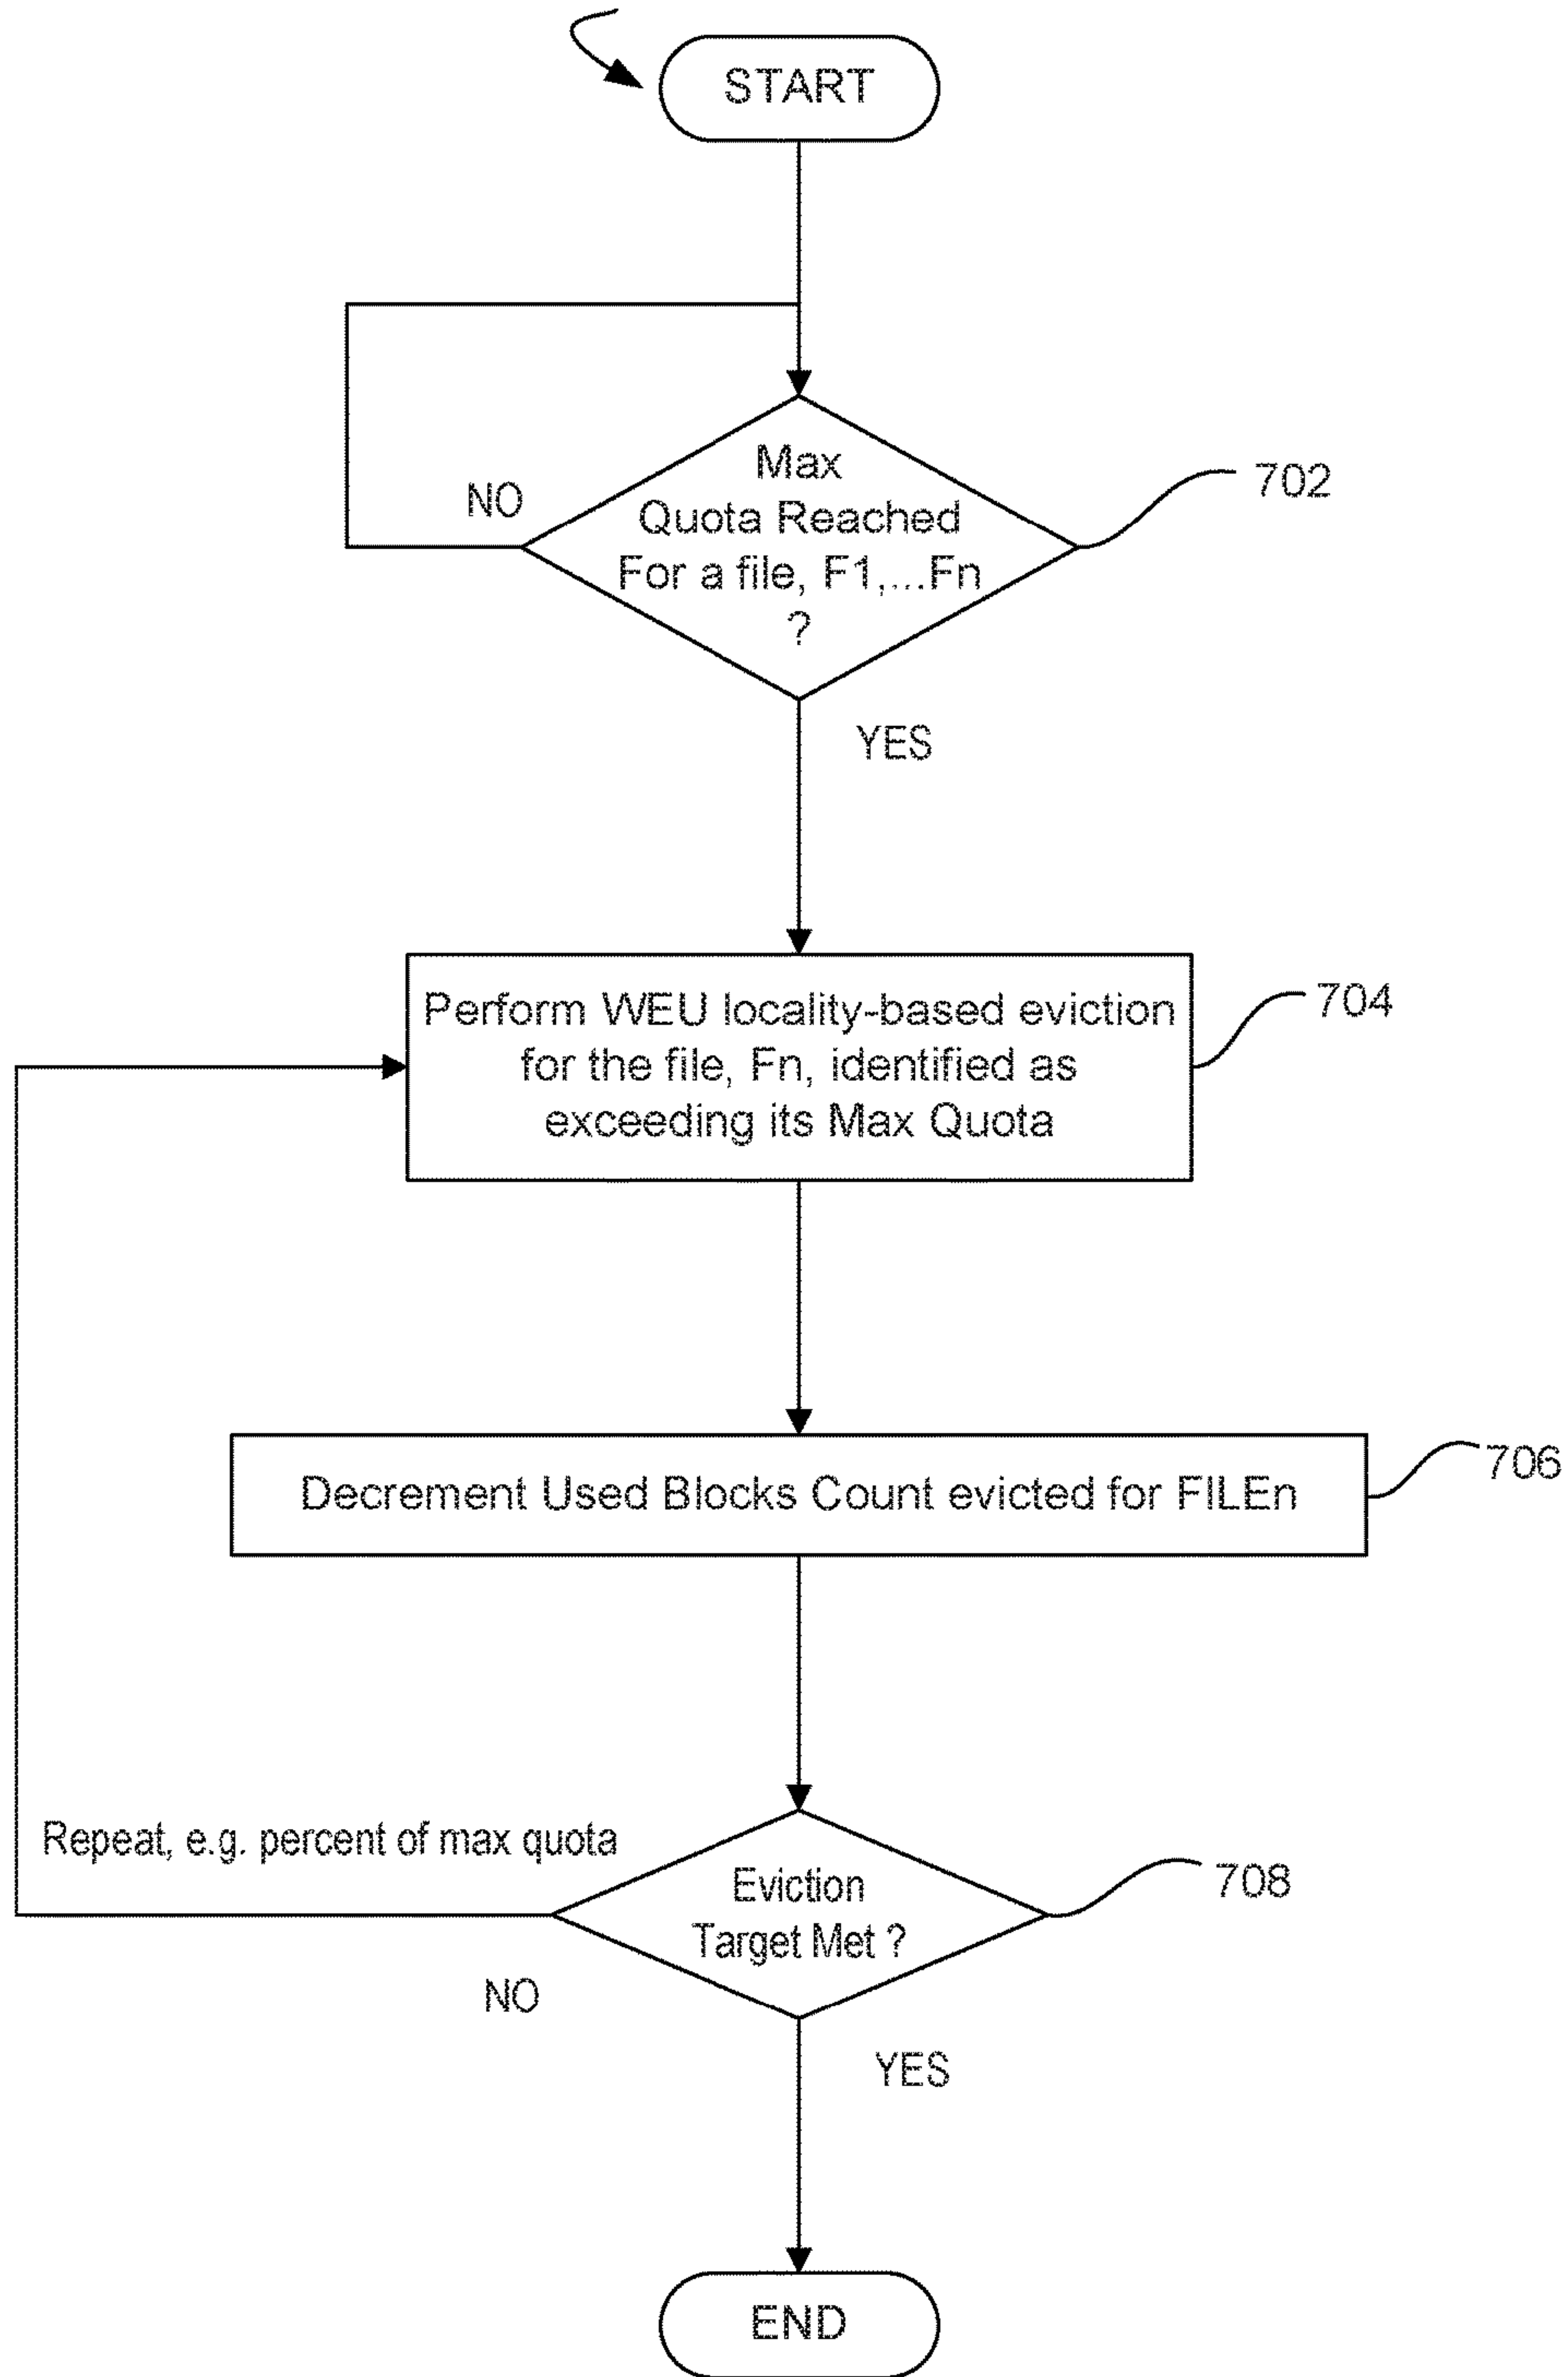 START
Max
Quota Reached
For a file, F1,...Fn
?
702
NO
YES
Perform WEU locality-based eviction
for the file, Fn, identified as
exceeding its Max Quota
704
Decrement Used Blocks Count evicted for FILEn
706
Repeat, e.g. percent of max quota
Eviction
Target Met ?
708
NO
YES
END